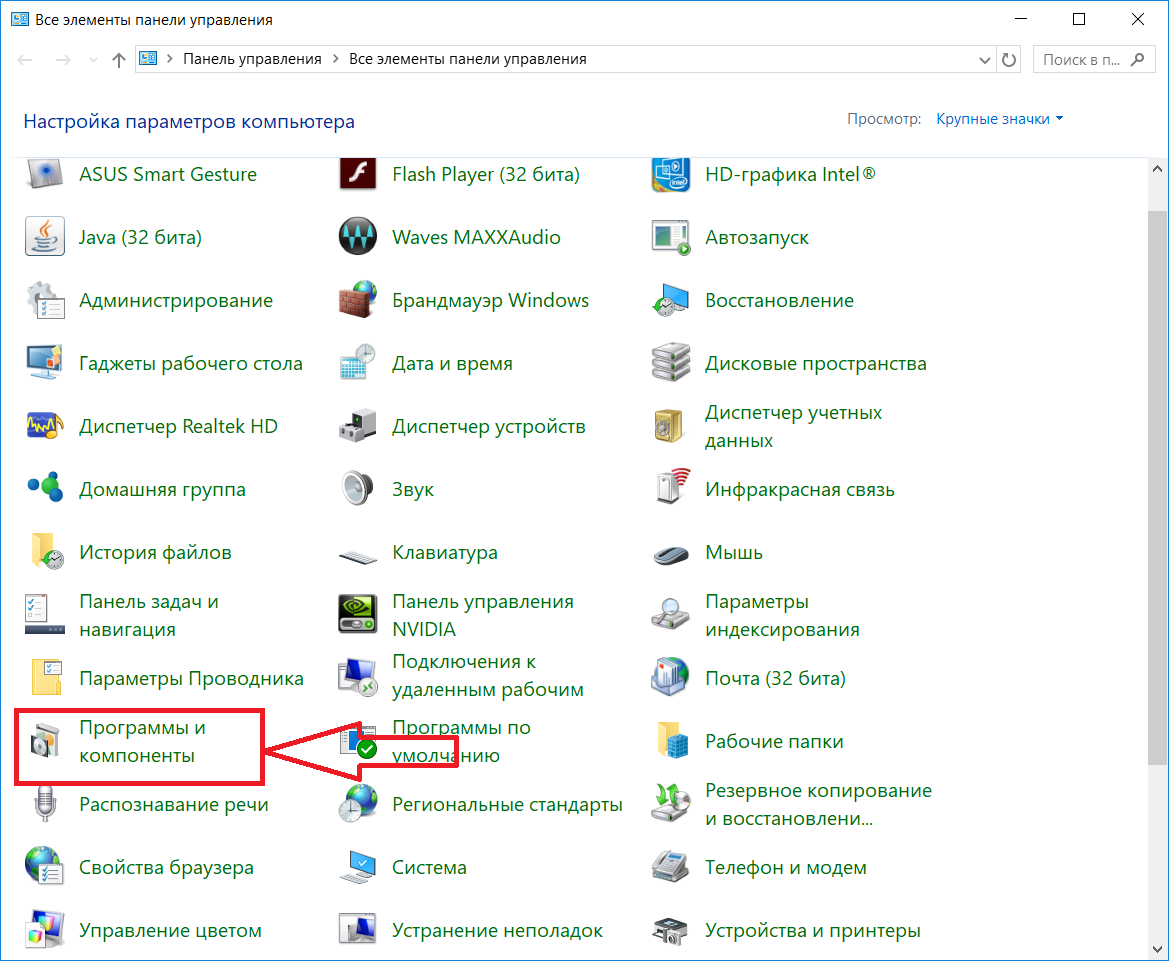 Все элементы панели управления
Панель управления > Все элементы панели управления
Поиск в п...
Настройка параметров компьютера
Просмотр: Крупные значки
ASUS Smart Gesture
Flash Player (32 бита)
HD-графика Intel®
Java (32 бита)
Waves MAXXAudio
Автозапуск
Администрирование
Брандмауэр Windows
Восстановление
Гаджеты рабочего стола
Дата и время
Дисковые пространства
Диспетчер Realtek HD
Диспетчер устройств
Диспетчер учетных
данных
Домашняя группа
Звук
Инфракрасная связь
История файлов
Клавиатура
Мышь
Панель задач и
навигация
Панель управления
NVIDIA
Параметры
индексирования
Параметры Проводника
Подключения к
удаленным рабочим
Почта (32 бита)
Программы и
компоненты
Программы по
умолчанию
Рабочие папки
Распознавание речи
Региональные стандарты
Резервное копирование
и восстановлени...
Свойства браузера
Система
Телефон и модем
Управление цветом
Устранение неполадок
Устройства и принтеры